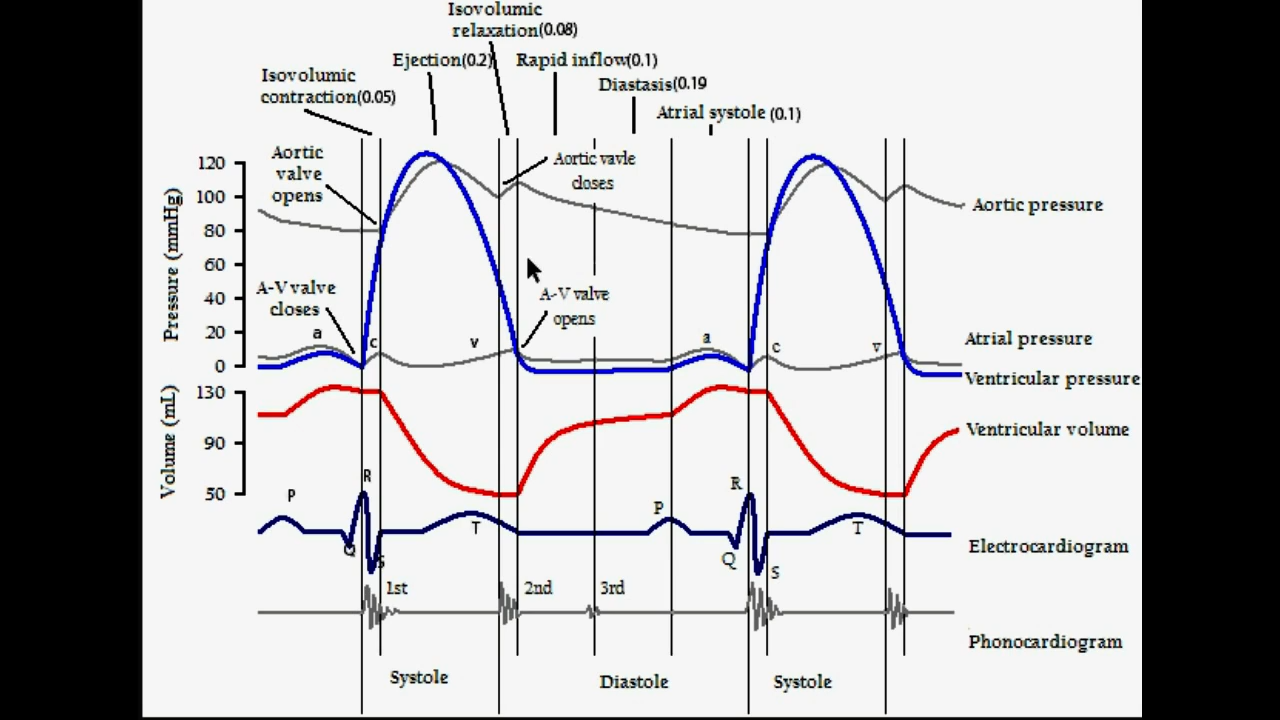 Isovolumic
relaxation(0.08)
Ejection(0.2)
Rapid inflow(0.1)
Isovolumic
contraction(0.05)
Diastasis(0.19
Atrial systole (0.1)
Aortic
valve
opens
Aortic vavle
closes
120
100
80
60
40
20
0
Pressure (mmHg)
Aortic pressure
A-V valve
closes
A-V valve
opens
a
c
v
a
c
v
Atrial pressure
Ventricular pressure
130
90
50
Volume (mL)
Ventricular volume
P
R
Q
S
T
P
R
Q
S
T
Electrocardiogram
1st
2nd
3rd
Phonocardiogram
Systole
Diastole
Systole